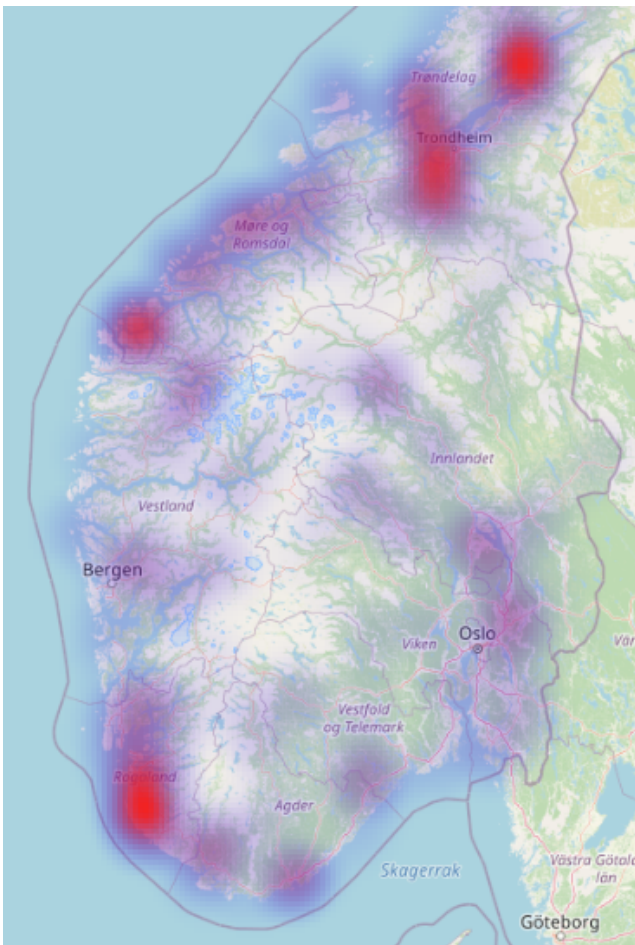 Trøndelag
Trondheim
Møre og
Romsdal
Innlandet
Vestland
Bergen
Oslo
Viken
Vär
Vestfold
og Telemark
Rogaland
Agder
Skagerrak
Västra Götala
län
Göteborg